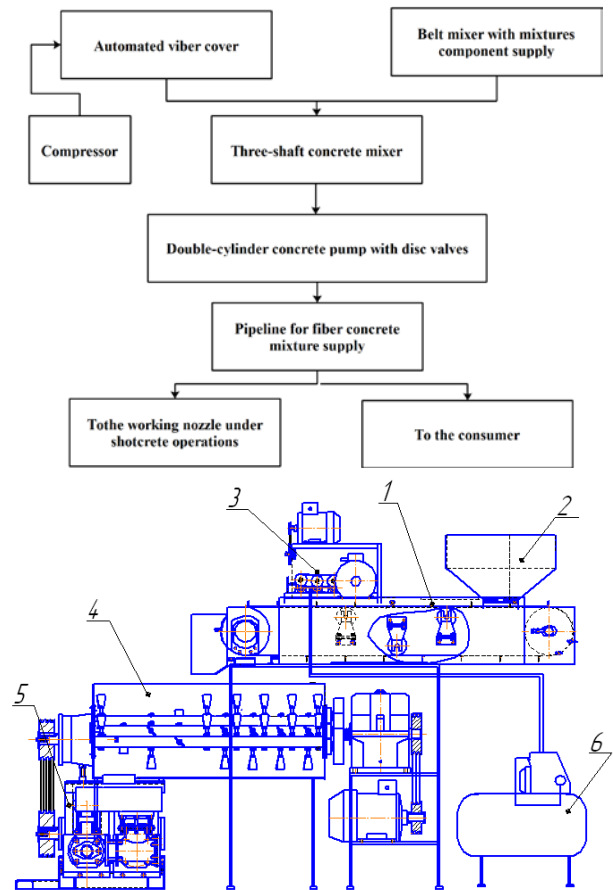 Automated viber cover
Belt mixer with mixtures
component supply
Compressor
Three-shaft concrete mixer
Double-cylinder concrete pump with disc valves
Pipeline for fiber concrete
mixture supply
Tothe working nozzle under
shotcrete operations
To the consumer
1
2
3
4
5
6